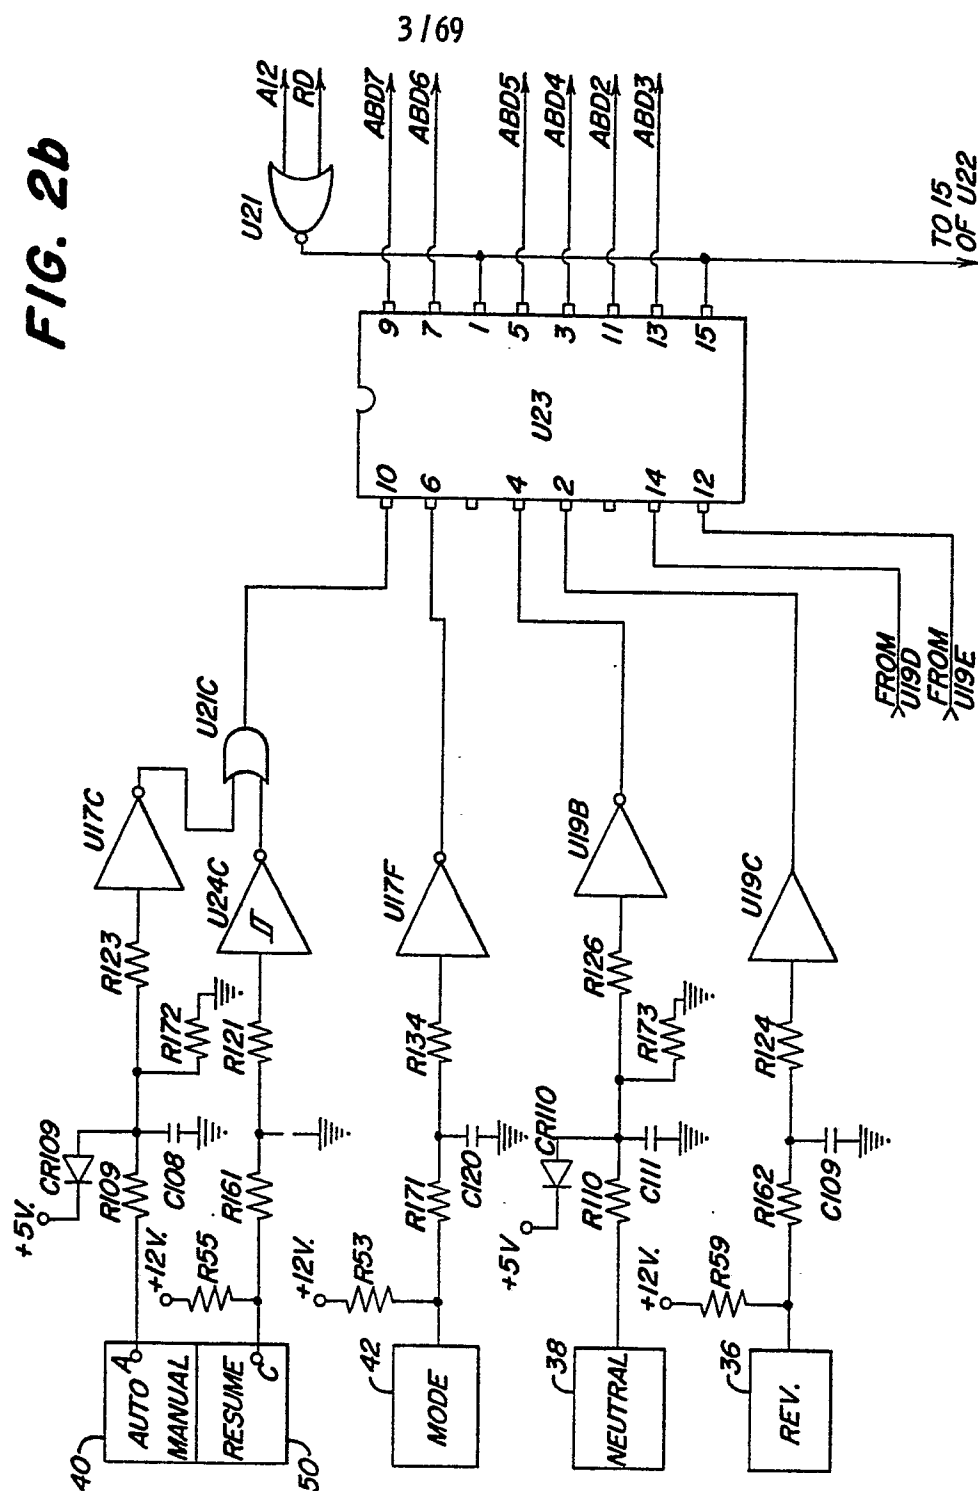 3/69
FIG. 2b
U21
A12
RD
ABD7
ABD6
ABD5
ABD4
ABD2
ABD3
TO 15
OF U22
9
7
1
5
3
11
13
15
U23
10
6
4
2
14
12
FROM
U19D
FROM
U19E
U21C
U17C
U24C
U17F
U19B
U19C
R123
R172
R121
R134
R126
R173
R124
CR109
+5V.
R109
C108
R161
+12V.
R55
R171
C120
+12V.
R53
CR110
+5V
R110
C111
R162
C109
+12V.
R59
40
AUTO A
MANUAL
RESUME
C
50
42
MODE
38
NEUTRAL
36
REV.